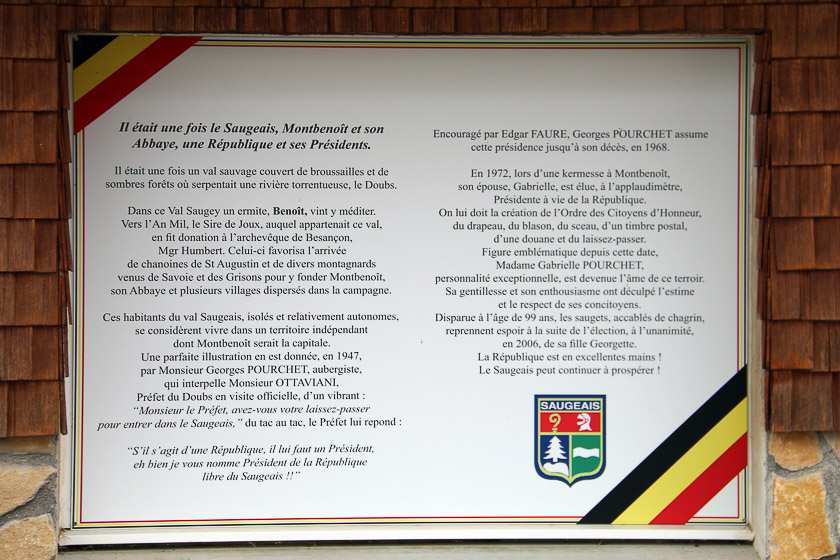 Il était une fois le Saugeais, Montbenoît et son
Abbaye, une République et ses Présidents.
Il était une fois un val sauvage couvert de broussailles et de
sombres forêts où serpentait une rivière torrentueuse, le Doubs.
Dans ce Val Saugey un ermite, Benoît, vint y méditer.
Vers l'An Mil, le Sire de Joux, auquel appartenait ce val,
en fit donation à l'archevêque de Besançon,
Mgr Humbert. Celui-ci favorisa l'arrivée
de chanoines de St Augustin et de divers montagnards
venus de Savoie et des Grisons pour y fonder Montbenoît,
son Abbaye et plusieurs villages dispersés dans la campagne.
Ces habitants du val Saugeais, isolés et relativement autonomes,
se considèrent vivre dans un territoire indépendant
dont Montbenoît serait la capitale.
Une parfaite illustration en est donnée, en 1947,
par Monsieur Georges POURCHET, aubergiste,
qui interpelle Monsieur OTTAVIANI,
Préfet du Doubs en visite officielle, d'un vibrant :
“Monsieur le Préfet, avez-vous votre laissez-passer
pour entrer dans le Saugeais,” du tac au tac, le Préfet lui repond :
“S'il s'agit d'une République, il lui faut un Président,
eh bien je vous nomme Président de la République
libre du Saugeais !!”
Encouragé par Edgar FAURE, Georges POURCHET assume
cette présidence jusqu'à son décès, en 1968.
En 1972, lors d'une kermesse à Montbenoît,
son épouse, Gabrielle, est élue, à l'applaudimètre,
Présidente à vie de la République.
On lui doit la création de l'Ordre des Citoyens d'Honneur,
du drapeau, du blason, du sceau, d'un timbre postal,
d'une douane et du laissez-passer.
Figure emblématique depuis cette date,
Madame Gabrielle POURCHET,
personnalité exceptionnelle, est devenue l'âme de ce terroir.
Sa gentillesse et son enthousiasme ont décuplé l'estime
et le respect de ses concitoyens.
Disparue à l'âge de 99 ans, les saugets, accablés de chagrin,
reprennent espoir à la suite de l'élection, à l'unanimité,
en 2006, de sa fille Georgette.
La République est en excellentes mains !
Le Saugeais peut continuer à prospérer !
SAUGEAIS